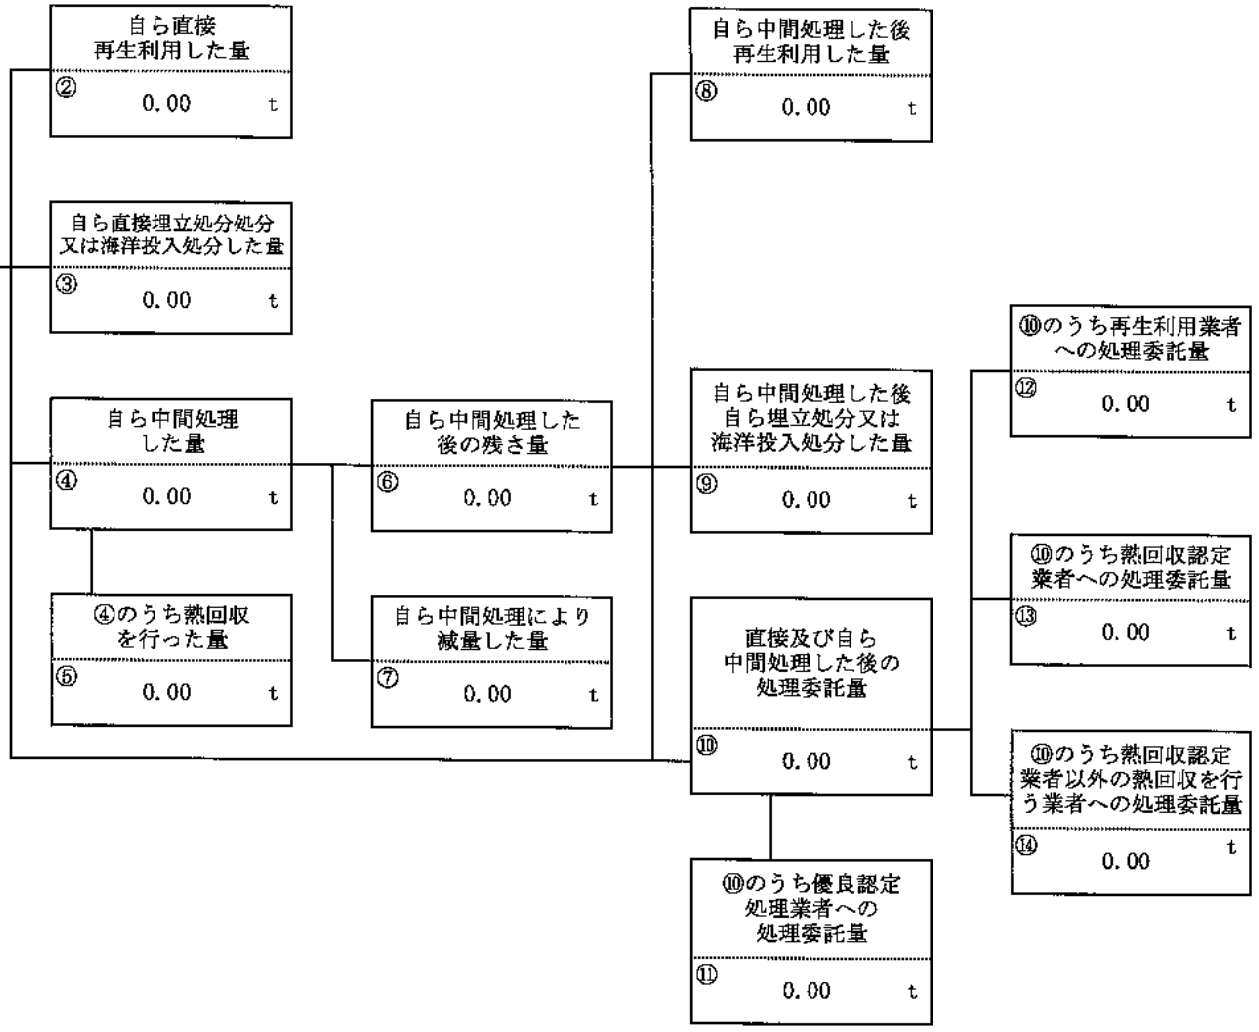 自ら直接
再生利用した量
②
0.00 t
自ら直接埋立処分処分
又は海洋投入処分した量
③
0.00 t
自ら中間処理
した量
④
0.00 t
④のうち熱回収
を行った量
⑤
0.00 t
自ら中間処理した
後の残さ量
⑥
0.00 t
自ら中間処理により
減量した量
⑦
0.00 t
自ら中間処理した後
再生利用した量
⑧
0.00 t
自ら中間処理した後
自ら埋立処分又は
海洋投入処分した量
⑨
0.00 t
直接及び自ら
中間処理した後の
処理委託量
⑩
0.00 t
⑩のうち優良認定
処理業者への
処理委託量
⑪
0.00 t
⑩のうち再生利用業者
への処理委託量
⑫
0.00 t
⑩のうち熱回収認定
業者への処理委託量
⑬
0.00 t
⑩のうち熱回収認定
業者以外の熱回収を行
う業者への処理委託量
⑭
0.00 t